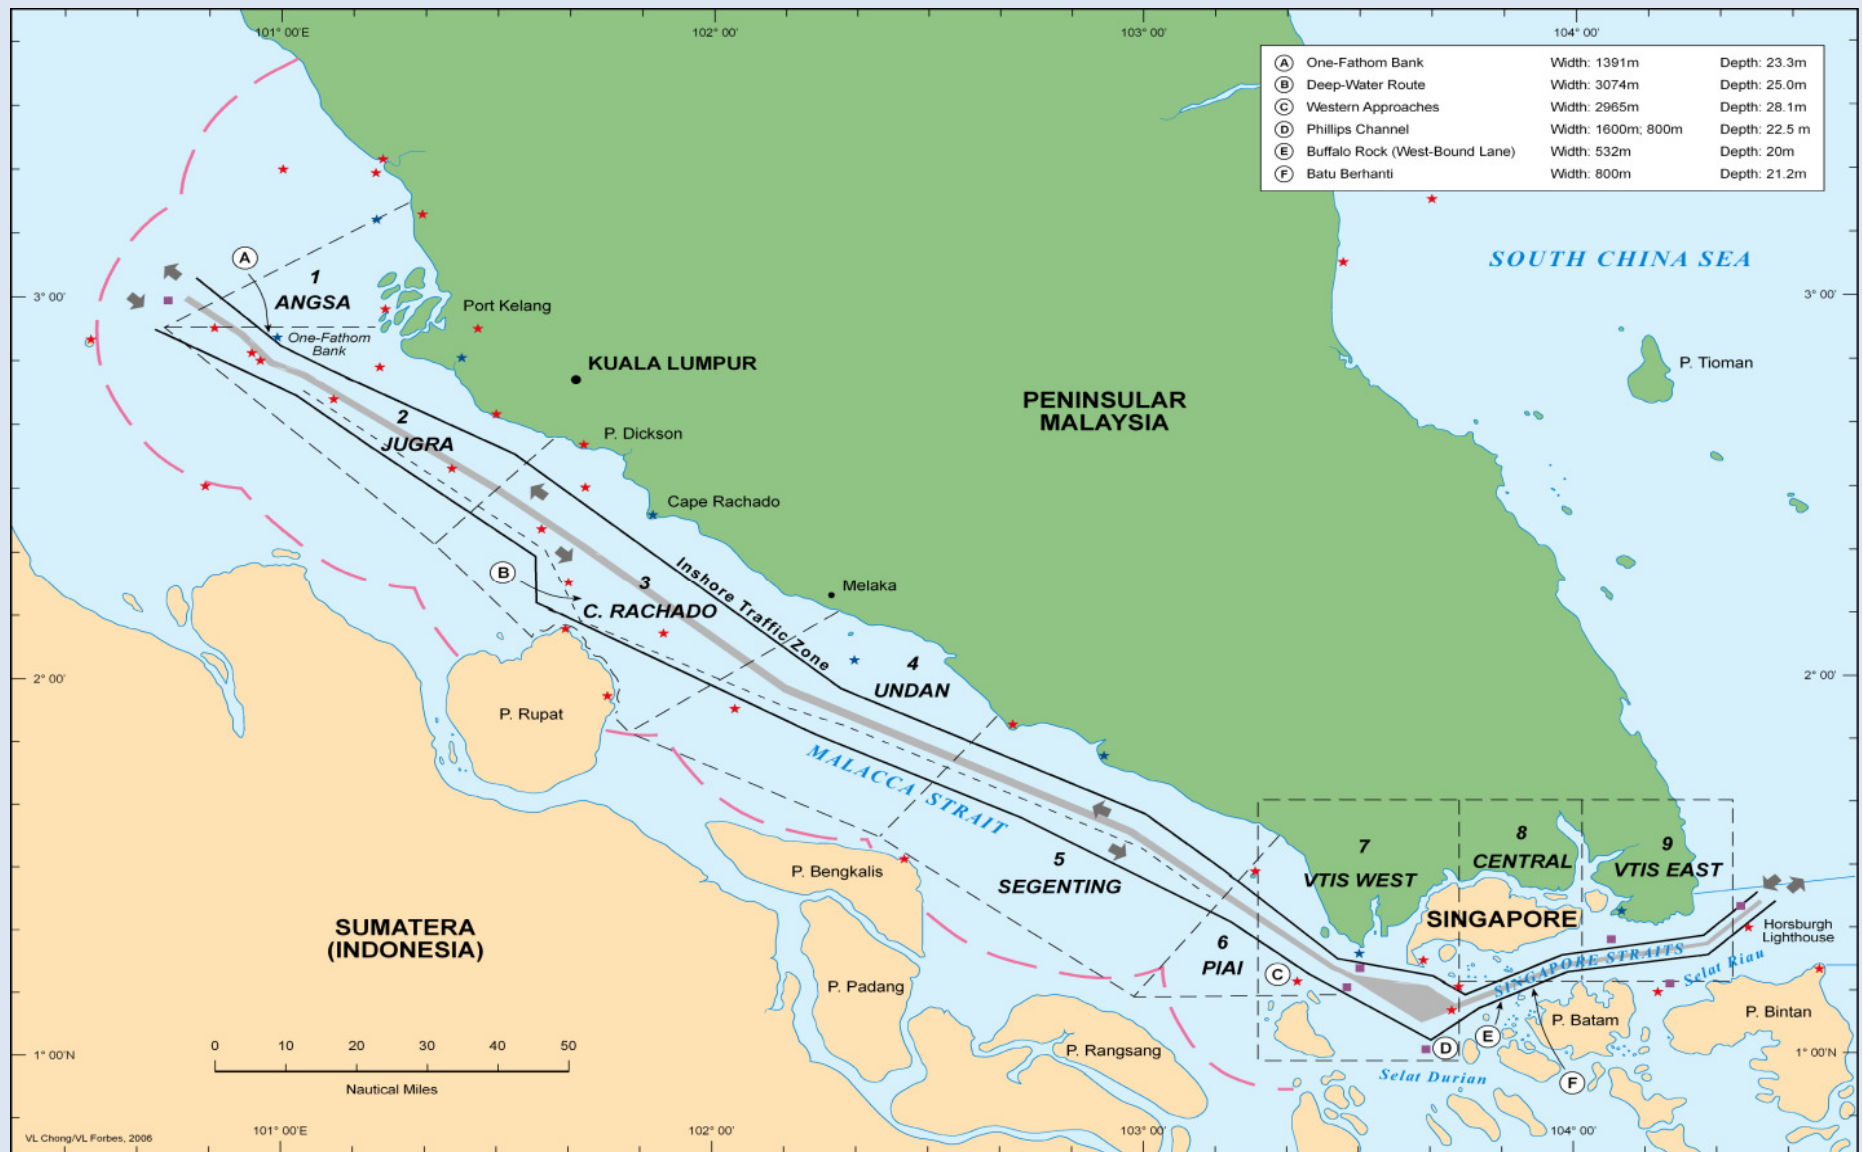 101° 00'E
102° 00'
103° 00'
104° 00'
A One-Fathom Bank Width: 1391m Depth: 23.3m
B Deep-Water Route Width: 3074m Depth: 25.0m
C Western Approaches Width: 2965m Depth: 28.1m
D Phillips Channel Width: 1600m; 800m Depth: 22.5 m
E Buffalo Rock (West-Bound Lane) Width: 532m Depth: 20m
F Batu Berhanti Width: 800m Depth: 21.2m
SOUTH CHINA SEA
A
1
ANGSA
3° 00'
3° 00'
Port Kelang
One-Fathom
Bank
KUALA LUMPUR
P. Tioman
PENINSULAR
MALAYSIA
2
JUGRA
P. Dickson
Cape Rachado
B
3
C. RACHADO
Inshore Traffic Zone
Melaka
4
UNDAN
2° 00'
2° 00'
P. Rupat
MALACCA STRAIT
5
SEGENTING
P. Bengkalis
7
VTIS WEST
8
CENTRAL
9
VTIS EAST
SUMATERA
(INDONESIA)
SINGAPORE
Horsburgh
Lighthouse
6
PIAI
C
SINGAPORE STRAITS
Selat Riau
P. Padang
P. Batam
P. Bintan
E
D
P. Rangsang
1° 00'N
1° 00'N
0 10 20 30 40 50
Nautical Miles
Selat Durian
F
VL Chong/VL Forbes, 2006
101° 00'E
102° 00'
103° 00'
104° 00'